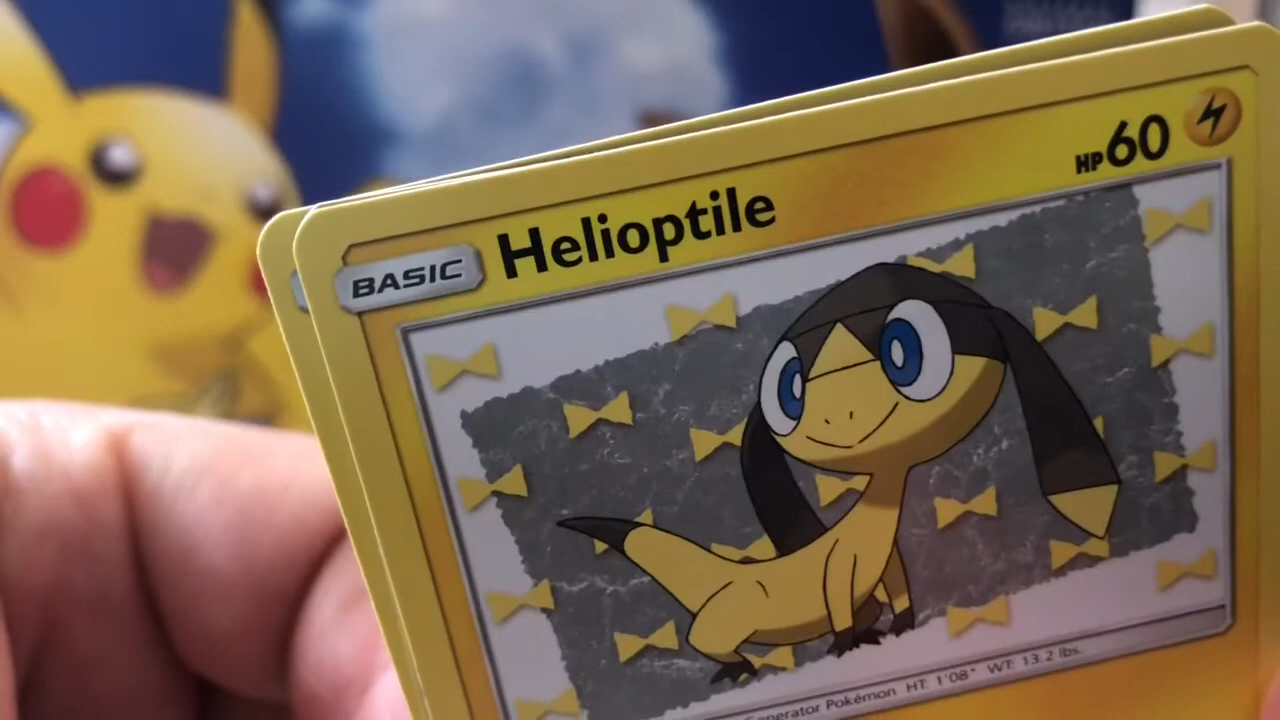 HP60
BASIC Helioptile
Generator Pokémon HT: 1'08" WT: 13.2 lbs.